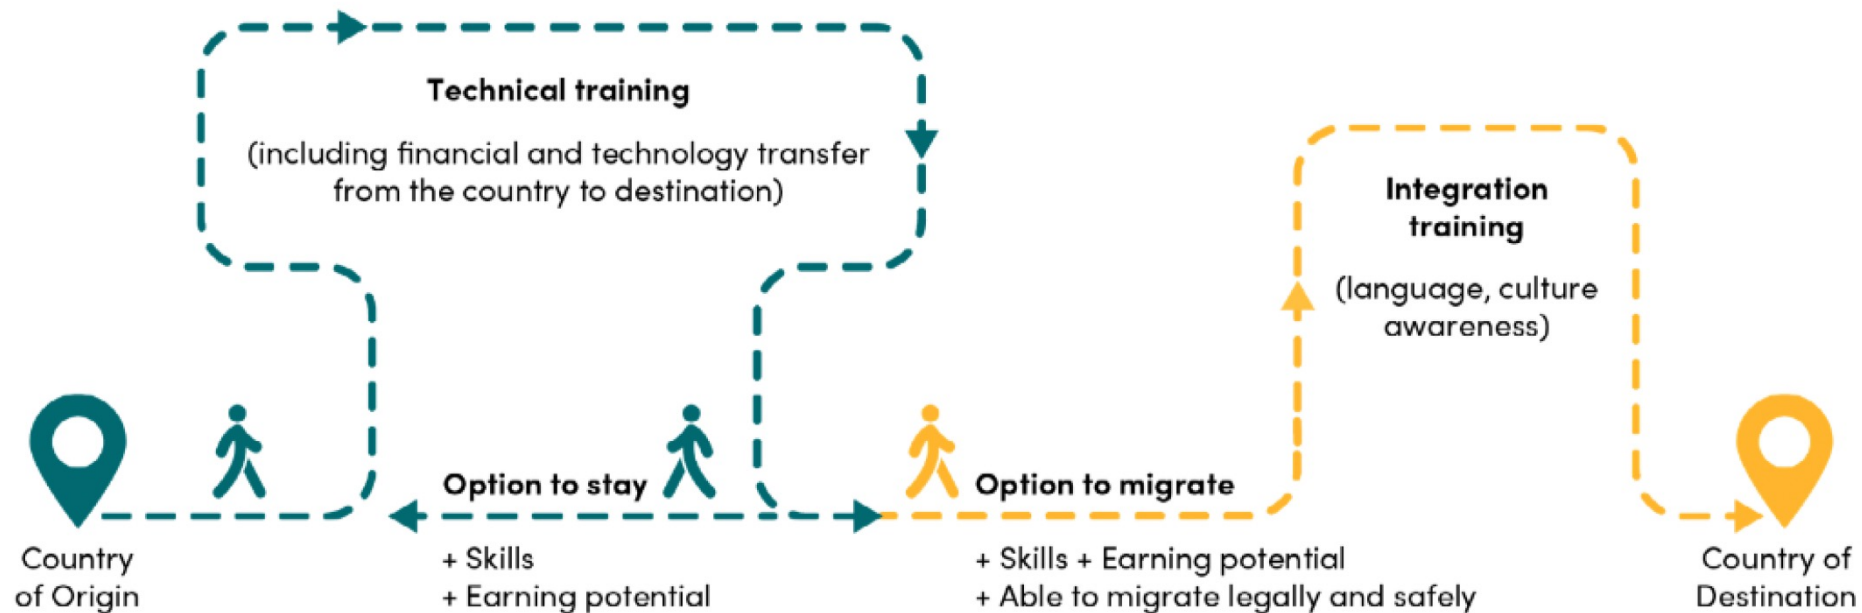 Technical training
(including financial and technology transfer
from the country to destination)
Integration
training
(language, culture
awareness)
Option to stay
Option to migrate
Country
of Origin
+ Skills
+ Earning potential
+ Skills + Earning potential
+ Able to migrate legally and safely
Country of
Destination